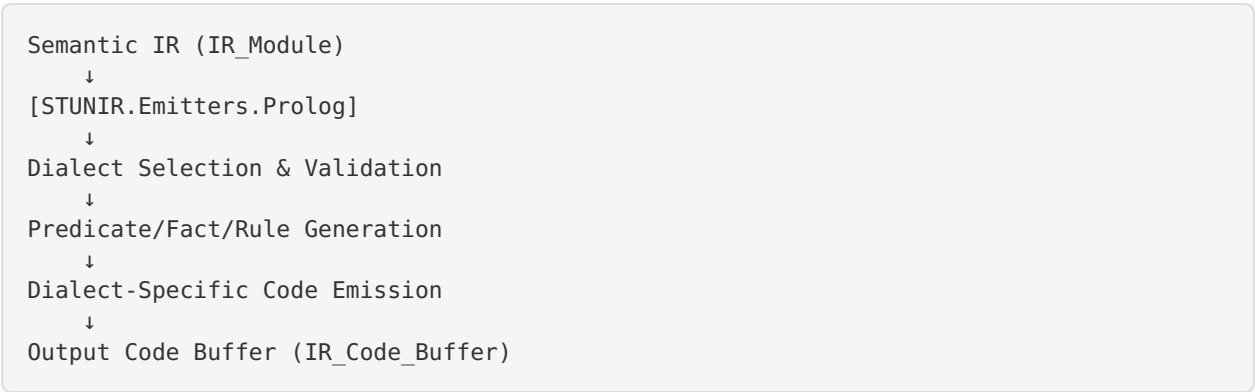 Semantic IR (IR_Module)
↓
[STUNIR.Emitters.Prolog]
↓
Dialect Selection & Validation
↓
Predicate/Fact/Rule Generation
↓
Dialect-Specific Code Emission
↓
Output Code Buffer (IR_Code_Buffer)